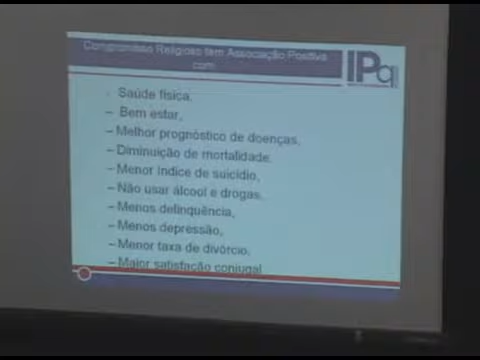 Compromisso Religioso tem Associação Positiva
com
IPq
- Saúde física,
- Bem estar,
- Melhor prognóstico de doenças,
- Diminuição de mortalidade,
- Menor índice de suicídio,
- Não usar álcool e drogas,
- Menos delinquência,
- Menos depressão,
- Menor taxa de divórcio,
- Maior satisfação conjugal